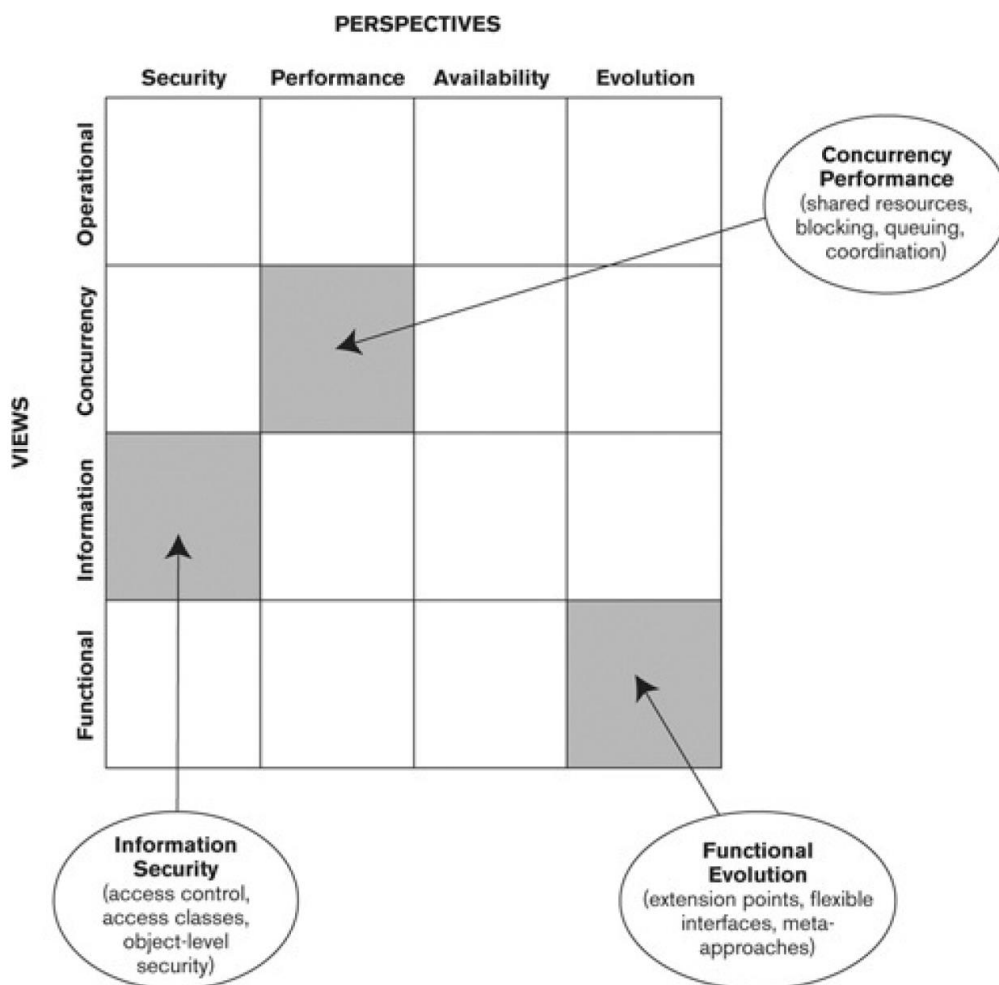 PERSPECTIVES
Security Performance Availability Evolution
VIEWS
Operational
Concurrency
Information
Functional
Concurrency
Performance
(shared resources,
blocking, queuing,
coordination)
Information
Security
(access control,
access classes,
object-level
security)
Functional
Evolution
(extension points, flexible
interfaces, meta-
approaches)